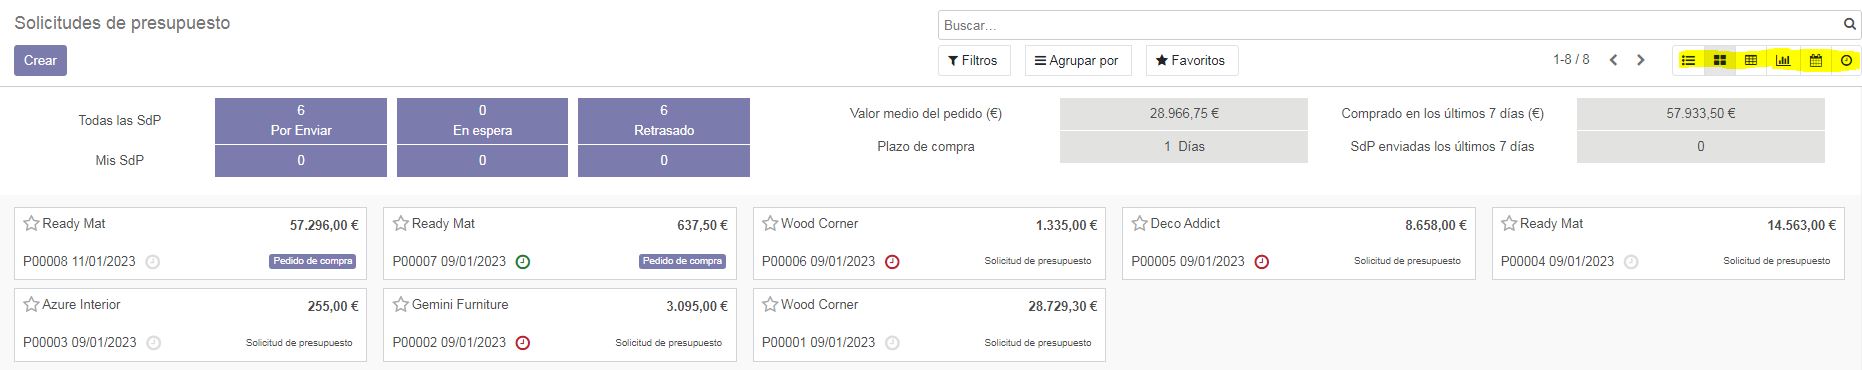 Solicitudes de presupuesto
Buscar...
Crear
Filtros Agrupar por Favoritos 1-8 / 8
Todas las SdP 6 Por Enviar 0 En espera 6 Retrasado
Mis SdP 0 0 0
Valor medio del pedido (€) 28.966,75 € Comprado en los últimos 7 días (€) 57.933,50 €
Plazo de compra 1 Días SdP enviadas los últimos 7 días 0
Ready Mat 57.296,00 €
P00008 11/01/2023 Pedido de compra
Ready Mat 637,50 €
P00007 09/01/2023 Pedido de compra
Wood Corner 1.335,00 €
P00006 09/01/2023 Solicitud de presupuesto
Deco Addict 8.658,00 €
P00005 09/01/2023 Solicitud de presupuesto
Ready Mat 14.563,00 €
P00004 09/01/2023 Solicitud de presupuesto
Azure Interior 255,00 €
P00003 09/01/2023 Solicitud de presupuesto
Gemini Furniture 3.095,00 €
P00002 09/01/2023 Solicitud de presupuesto
Wood Corner 28.729,30 €
P00001 09/01/2023 Solicitud de presupuesto